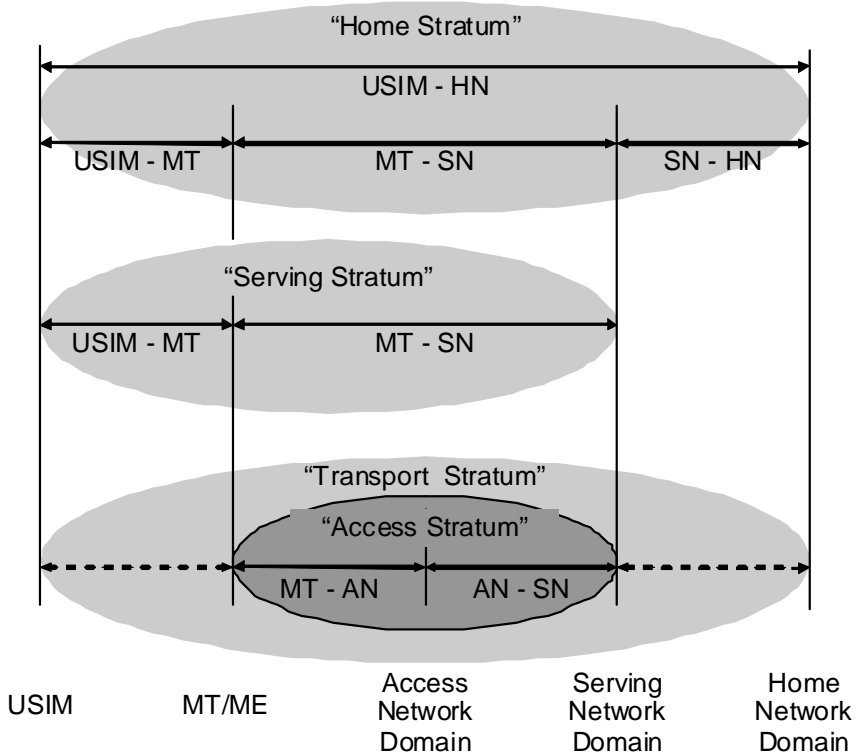 “Home Stratum”
USIM - HN
USIM - MT
MT - SN
SN - HN
“Serving Stratum”
USIM - MT
MT - SN
“Transport Stratum”
“Access Stratum”
MT - AN
AN - SN
USIM
MT/ME
Access
Network
Domain
Serving
Network
Domain
Home
Network
Domain